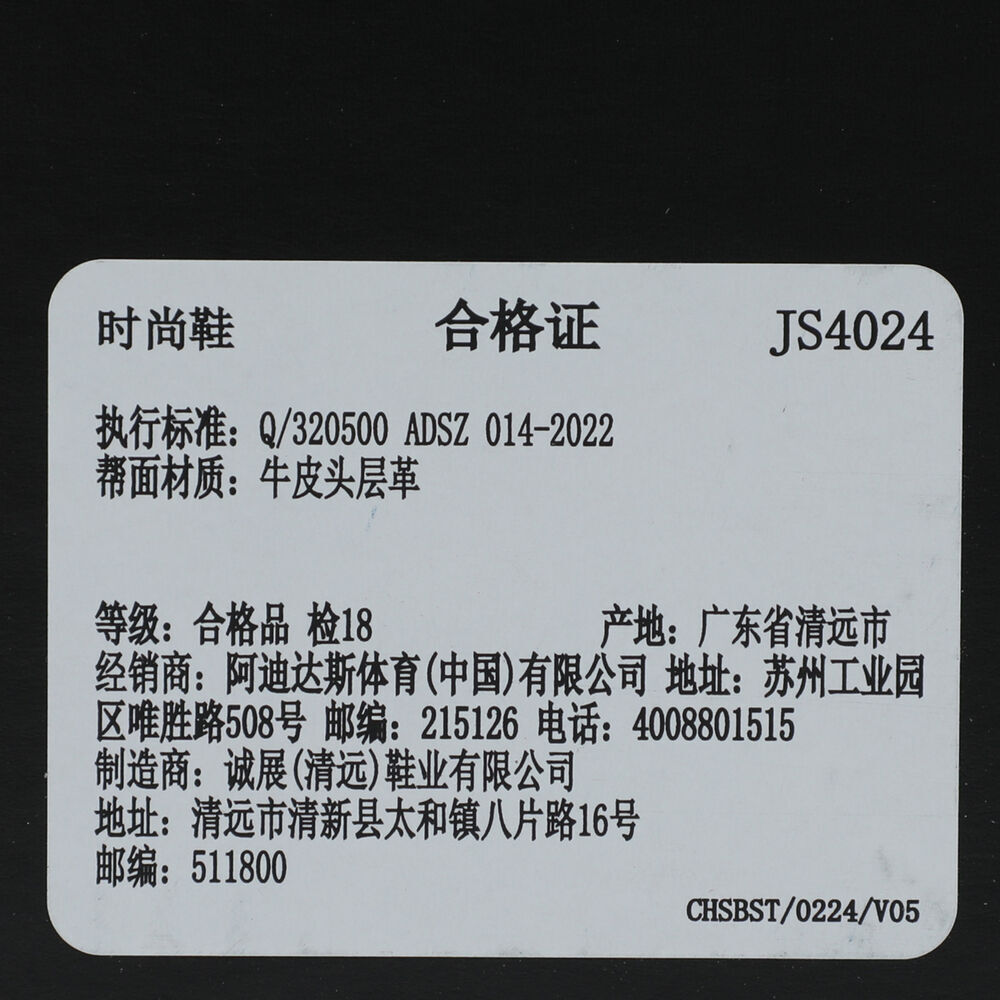 时尚鞋 合格证 JS4024
执行标准：Q/320500 ADSZ 014-2022
帮面材质：牛皮头层革
等级：合格品 检18 产地：广东省清远市
经销商：阿迪达斯体育(中国)有限公司 地址：苏州工业园
区唯胜路508号 邮编：215126 电话：4008801515
制造商：诚展(清远)鞋业有限公司
地址：清远市清新县太和镇八片路16号
邮编：511800
CHSBST/0224/V05